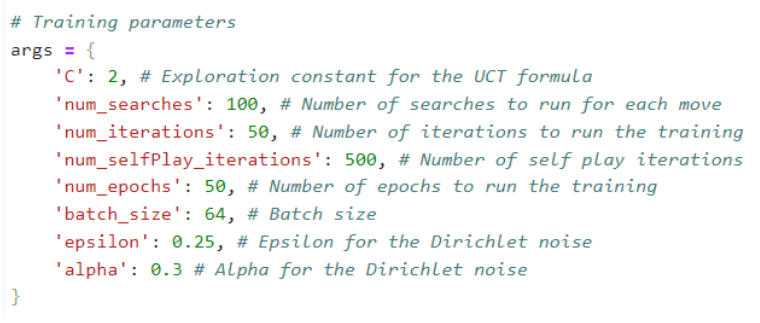 # Training parameters
args = {
    'C': 2, # Exploration constant for the UCT formula
    'num_searches': 100, # Number of searches to run for each move
    'num_iterations': 50, # Number of iterations to run the training
    'num_selfPlay_iterations': 500, # Number of self play iterations
    'num_epochs': 50, # Number of epochs to run the training
    'batch_size': 64, # Batch size
    'epsilon': 0.25, # Epsilon for the Dirichlet noise
    'alpha': 0.3 # Alpha for the Dirichlet noise
}